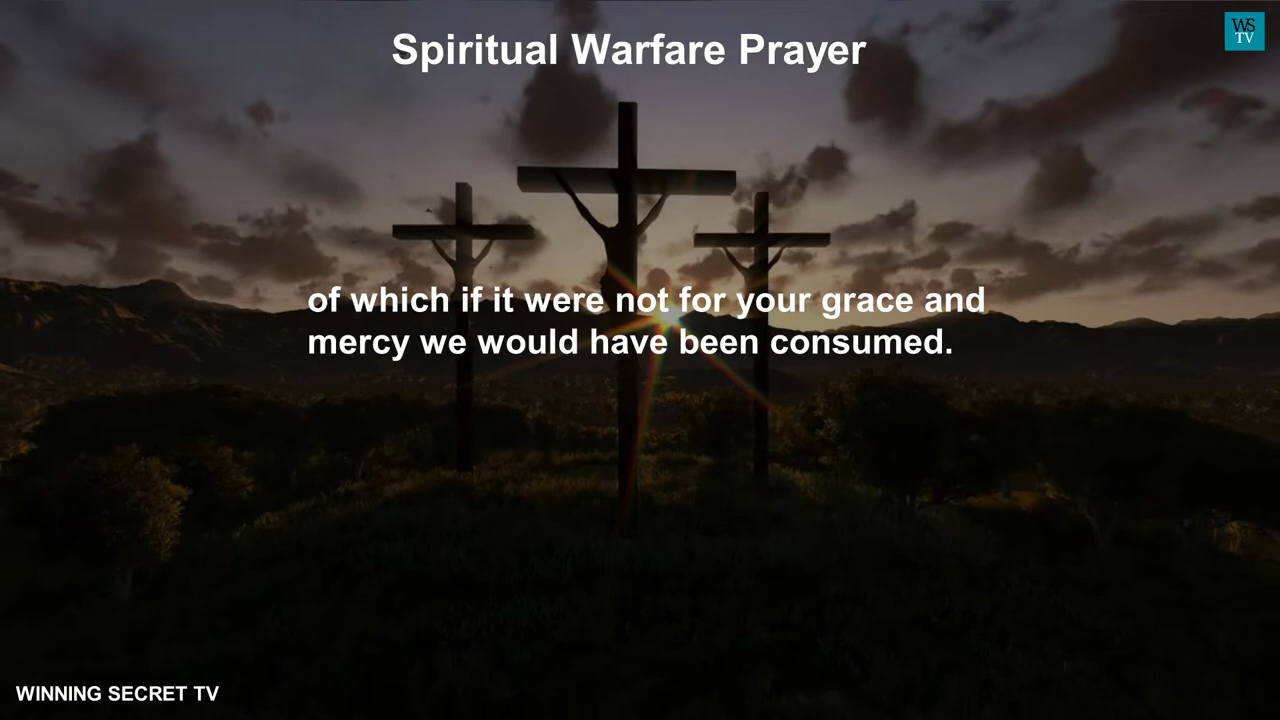 Spiritual Warfare Prayer
WS
TV
of which if it were not for your grace and
mercy we would have been consumed.
WINNING SECRET TV